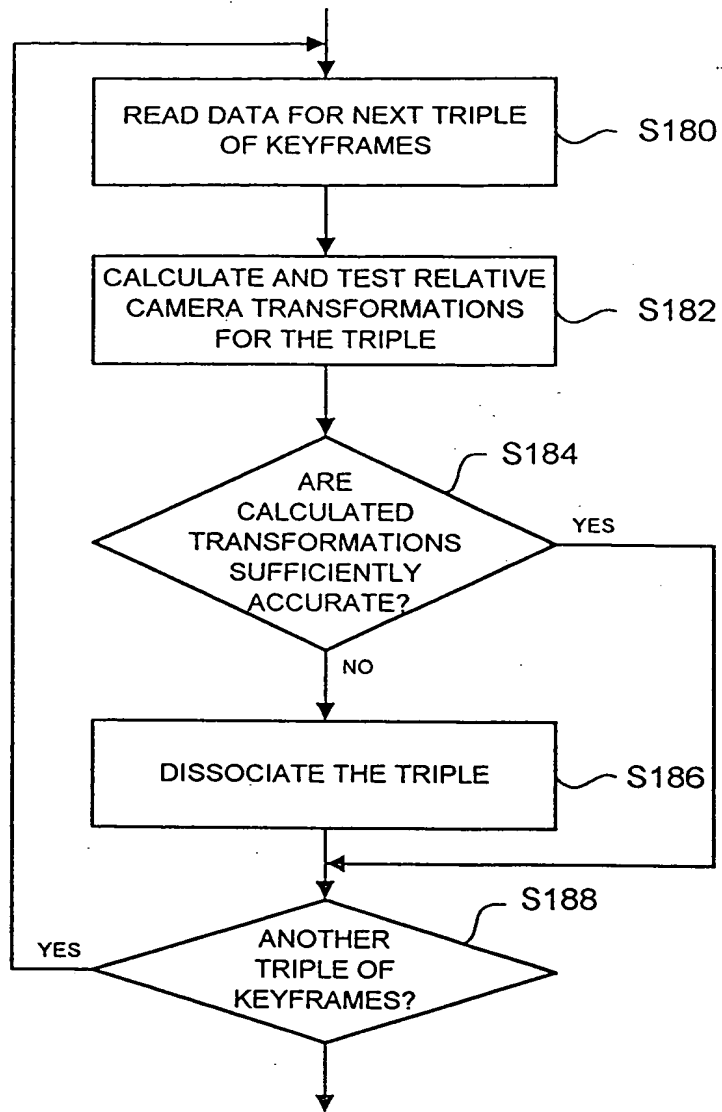 READ DATA FOR NEXT TRIPLE
OF KEYFRAMES
S180
CALCULATE AND TEST RELATIVE
CAMERA TRANSFORMATIONS
FOR THE TRIPLE
S182
S184
ARE
CALCULATED
TRANSFORMATIONS
SUFFICIENTLY
ACCURATE?
YES
NO
DISSOCIATE THE TRIPLE
S186
S188
YES
ANOTHER
TRIPLE OF
KEYFRAMES?